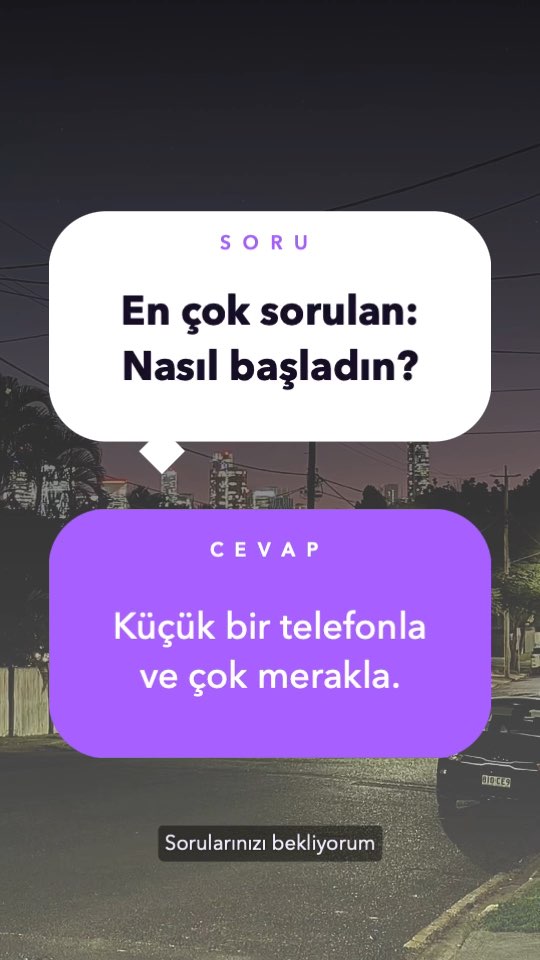 SORU
En çok sorulan:
Nasıl başladın?
CEVAP
Küçük bir telefonla
ve çok merakla.
Sorularınızı bekliyorum